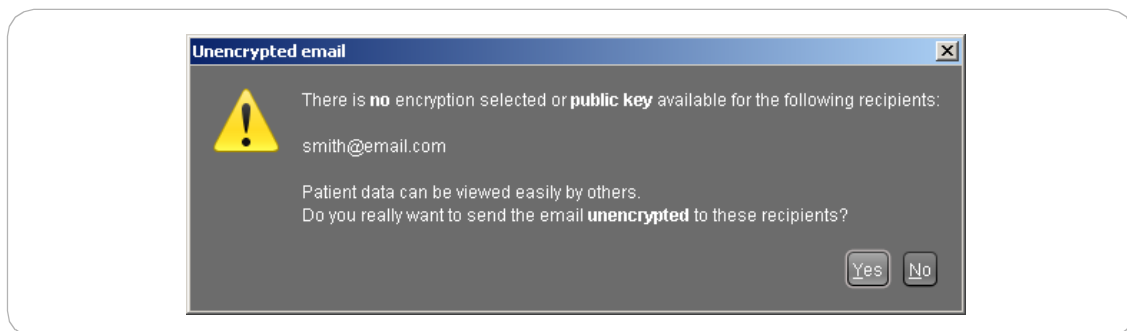 Unencrypted email
There is no encryption selected or public key available for the following recipients:
smith@email.com
Patient data can be viewed easily by others.
Do you really want to send the email unencrypted to these recipients?
Yes No